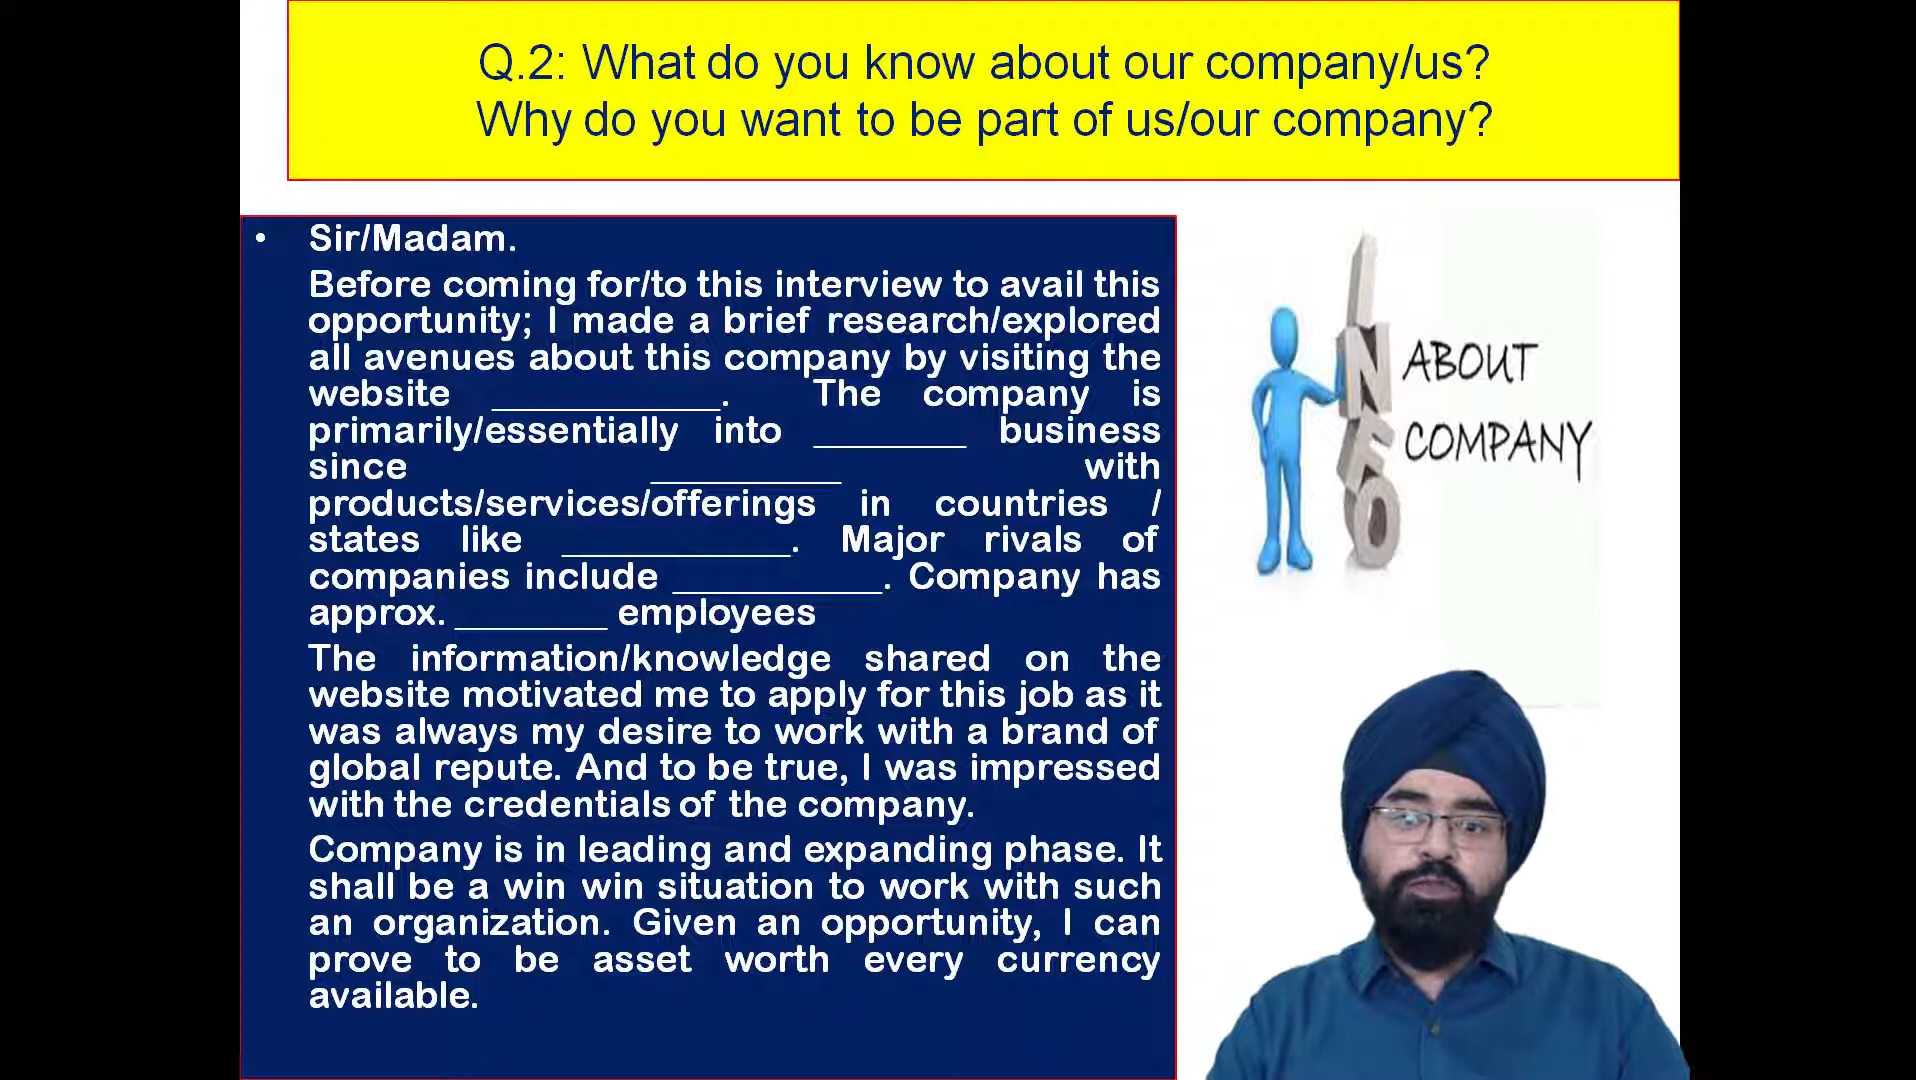 Q.2: What do you know about our company/us?
Why do you want to be part of us/our company?
• Sir/Madam.
Before coming for/to this interview to avail this
opportunity; I made a brief research/explored
all avenues about this company by visiting the
website ____________. The company is
primarily/essentially into ________ business
since __________ with
products/services/offerings in countries /
states like ____________. Major rivals of
companies include ___________. Company has
approx. ________ employees
The information/knowledge shared on the
website motivated me to apply for this job as it
was always my desire to work with a brand of
global repute. And to be true, I was impressed
with the credentials of the company.
Company is in leading and expanding phase. It
shall be a win win situation to work with such
an organization. Given an opportunity, I can
prove to be asset worth every currency
available.
INFO
ABOUT
COMPANY